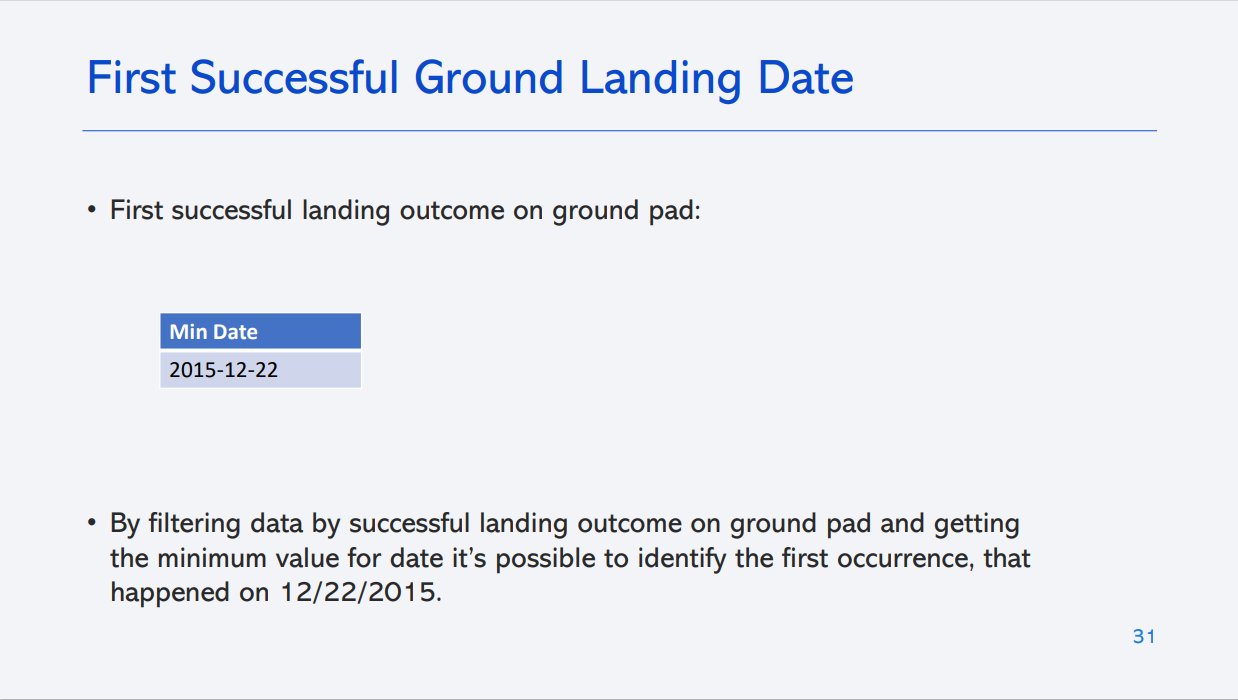 First Successful Ground Landing Date
• First successful landing outcome on ground pad:
Min Date
2015-12-22
• By filtering data by successful landing outcome on ground pad and getting
the minimum value for date it’s possible to identify the first occurrence, that
happened on 12/22/2015.
31